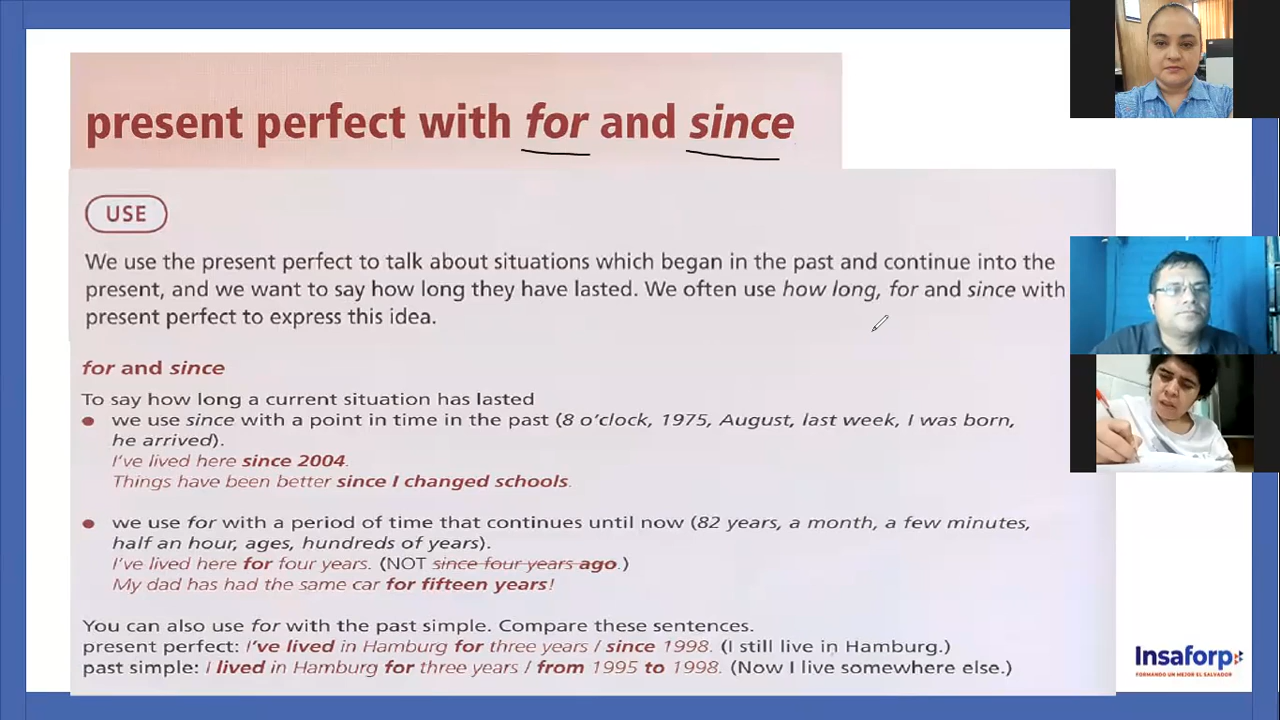 present perfect with for and since
USE
We use the present perfect to talk about situations which began in the past and continue into the
present, and we want to say how long they have lasted. We often use how long, for and since with
present perfect to express this idea.
for and since
To say how long a current situation has lasted
• we use since with a point in time in the past (8 o'clock, 1975, August, last week, I was born,
he arrived).
I've lived here since 2004.
Things have been better since I changed schools.
• we use for with a period of time that continues until now (82 years, a month, a few minutes,
half an hour, ages, hundreds of years).
I've lived here for four years. (NOT since four years ago.)
My dad has had the same car for fifteen years!
You can also use for with the past simple. Compare these sentences.
present perfect: I've lived in Hamburg for three years / since 1998. (I still live in Hamburg.)
past simple: I lived in Hamburg for three years / from 1995 to 1998. (Now I live somewhere else.)
Insaforp
FORMANDO UN MEJOR EL SALVADOR